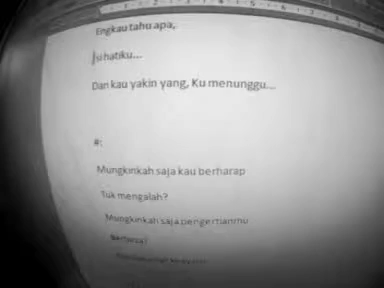 Engkau tahu apa,
hatiku...
Dan kau yakin yang, Ku menunggu...
#:
Mungkinkah saja kau berharap
Tuk mengalah?
Mungkinkah saja pengertianmu